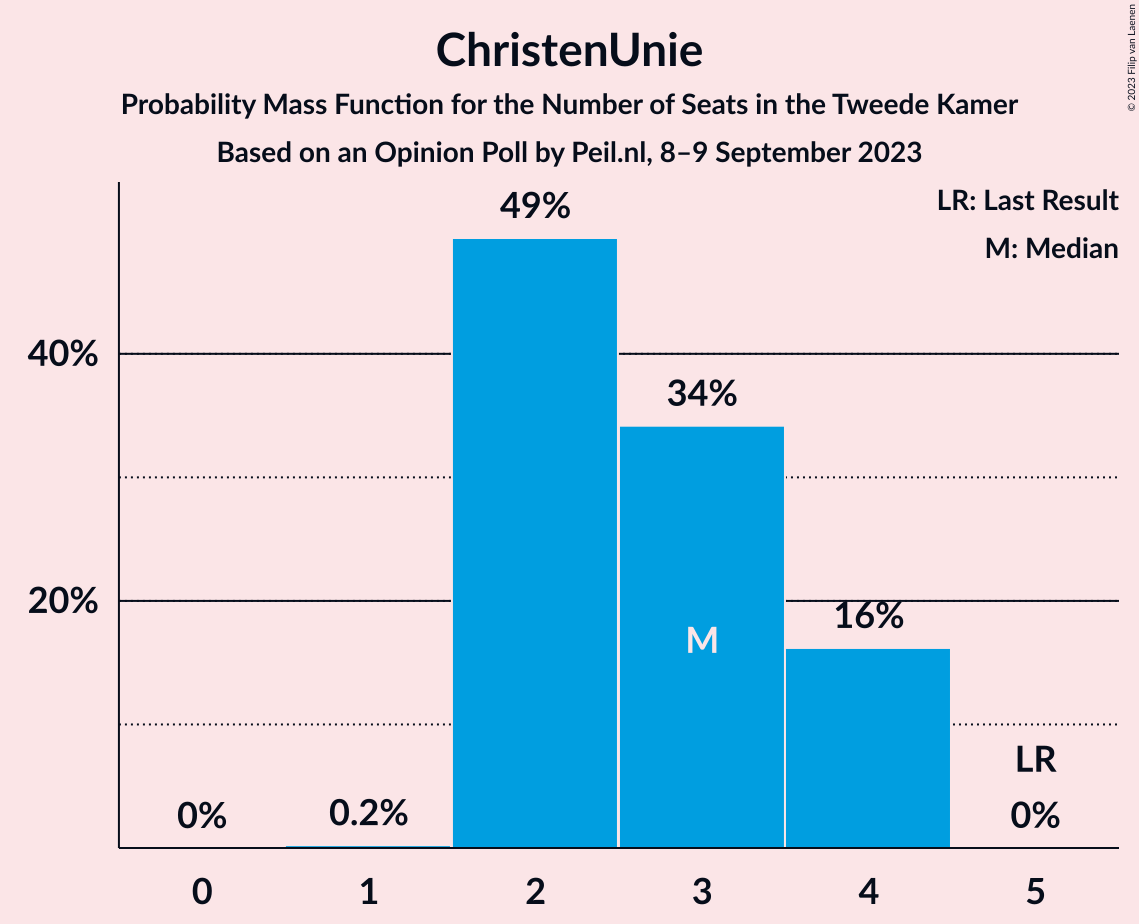 ChristenUnie
Probability Mass Function for the Number of Seats in the Tweede Kamer
Based on an Opinion Poll by Peil.nl, 8–9 September 2023
© 2023 Filip van Laenen
LR: Last Result
M: Median
49%
40%
34%
20%
16%
M
LR
0%
0.2%
0%
0
1
2
3
4
5